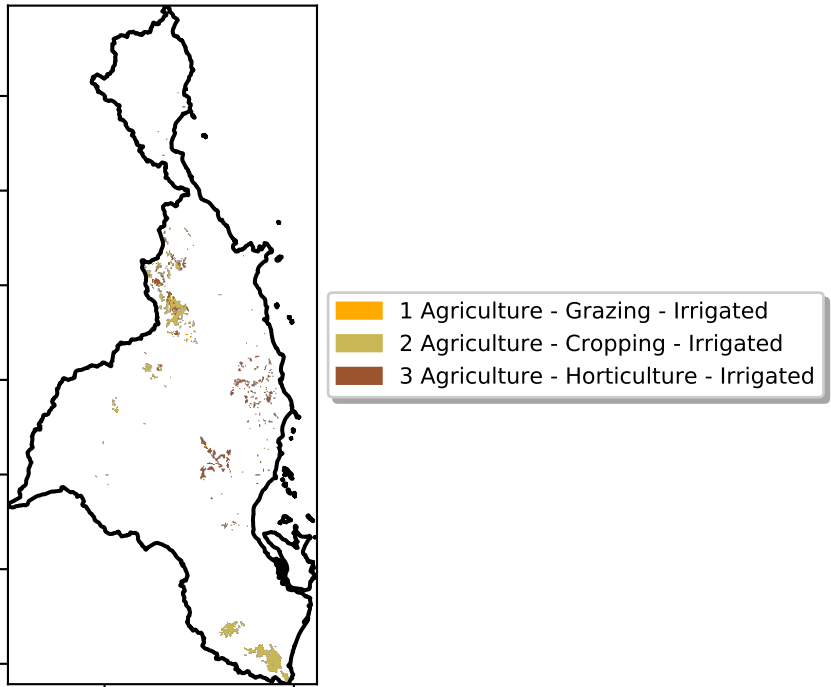 1 Agriculture - Grazing - Irrigated
2 Agriculture - Cropping - Irrigated
3 Agriculture - Horticulture - Irrigated